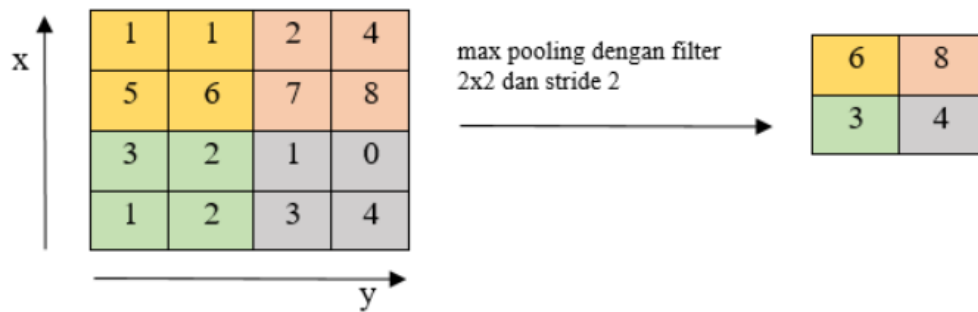 x
1 1 2 4
5 6 7 8
3 2 1 0
1 2 3 4
y
max pooling dengan filter
2x2 dan stride 2
6 8
3 4